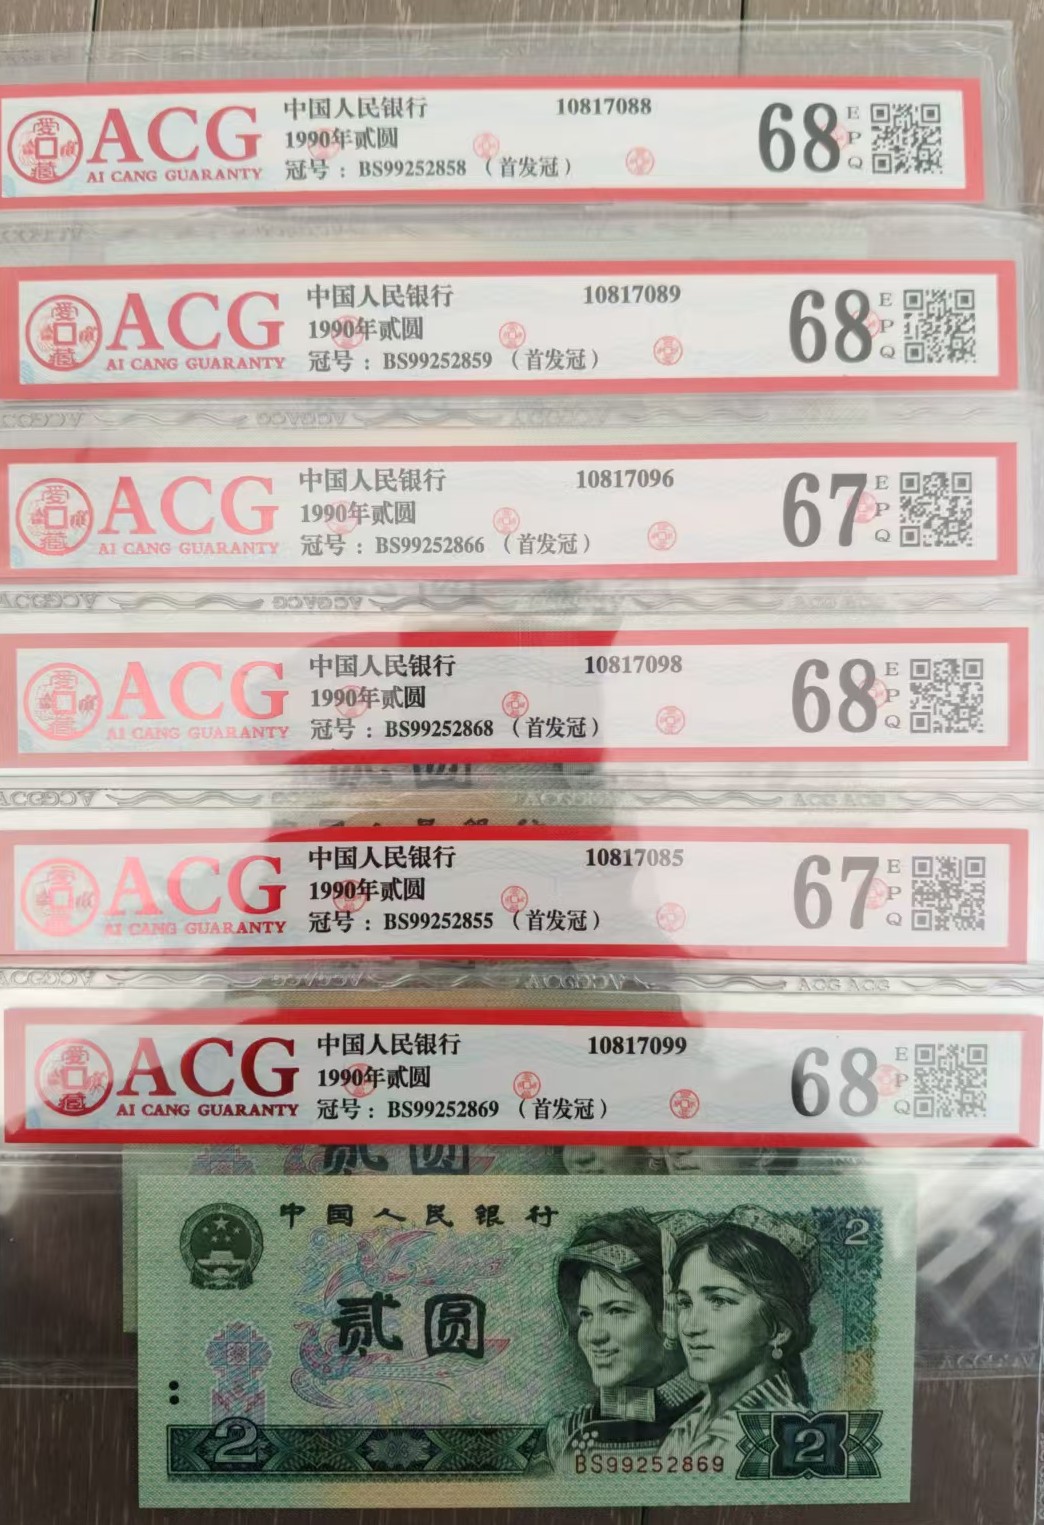 ACG
AI CANG GUARANTY
中国人民银行
1990年贰圆
冠号：BS99252858（首发冠）
10817088
68
EPQ
ACG
AI CANG GUARANTY
中国人民银行
1990年贰圆
冠号：BS99252859（首发冠）
10817089
68
EPQ
ACG
AI CANG GUARANTY
中国人民银行
1990年贰圆
冠号：BS99252866（首发冠）
10817096
67
EPQ
ACG
AI CANG GUARANTY
中国人民银行
1990年贰圆
冠号：BS99252868（首发冠）
10817098
68
EPQ
ACG
AI CANG GUARANTY
中国人民银行
1990年贰圆
冠号：BS99252855（首发冠）
10817085
67
EPQ
ACG
AI CANG GUARANTY
中国人民银行
1990年贰圆
冠号：BS99252869（首发冠）
10817099
68
EPQ
贰圆
中国人民银行
2
贰圆
2
BS99252869
2